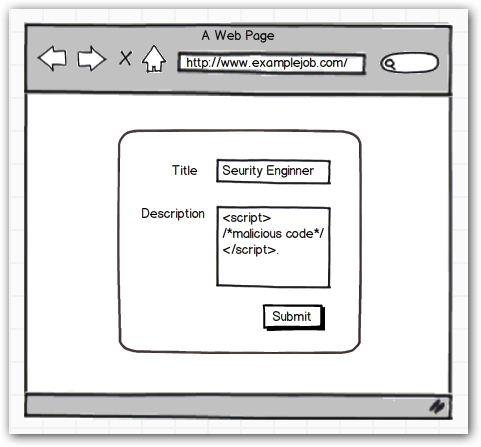 A Web Page
http://www.examplejob.com/
Title
Seurity Enginner
Description
<script>
/*malicious code*/
</script>.
Submit